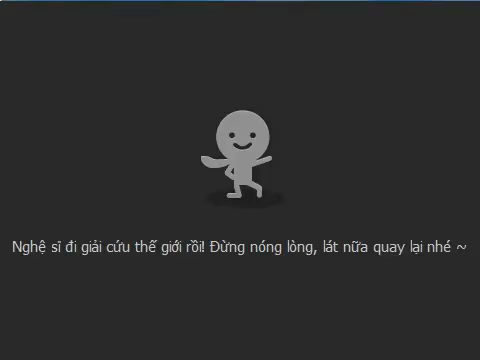 Nghệ sĩ đi giải cứu thế giới rồi! Đừng nóng lòng, lát nữa quay lại nhé ~